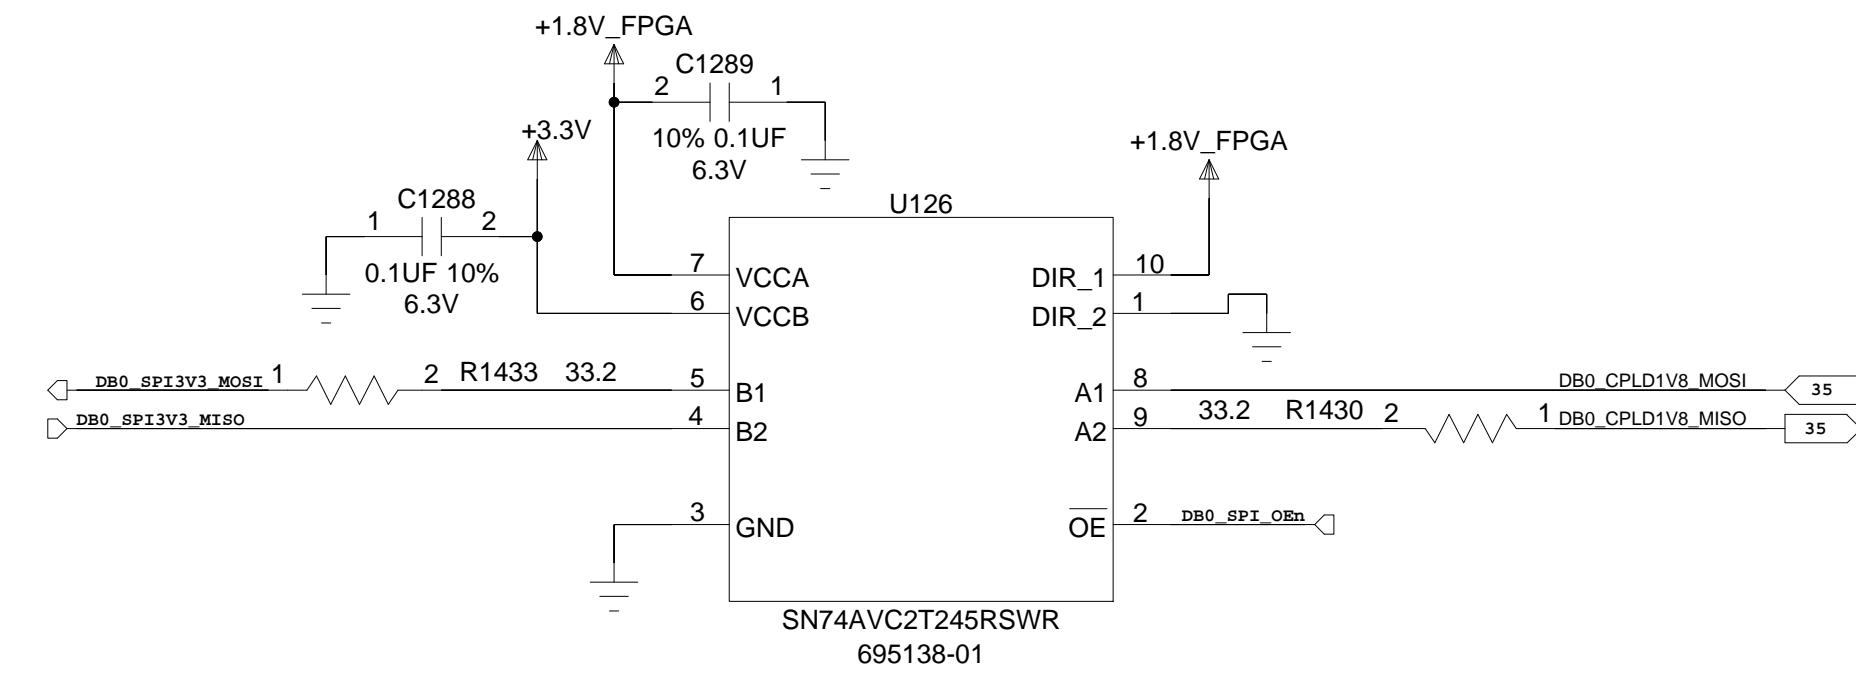 +1.8V_FPGA
C1289
2 1
10% 0.1UF
6.3V
+3.3V
C1288
1 2
0.1UF 10%
6.3V
+1.8V_FPGA
U126
7 VCCA DIR_1 10
6 VCCB DIR_2 1
DB0_SPI3V3_MOSI 1 2 R1433 33.2 5 B1 A1 8 DB0_CPLD1V8_MOSI 35
DB0_SPI3V3_MISO 4 B2 A2 9 33.2 R1430 2 1 DB0_CPLD1V8_MISO 35
3 GND OE 2 DB0_SPI_OEn
SN74AVC2T245RSWR
695138-01